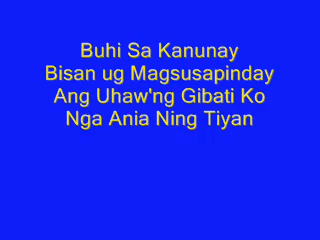 Buhi Sa Kanunay
Bisan ug Magsusapinday
Ang Uhaw'ng Gibati Ko
Nga Ania Ning Tiyan